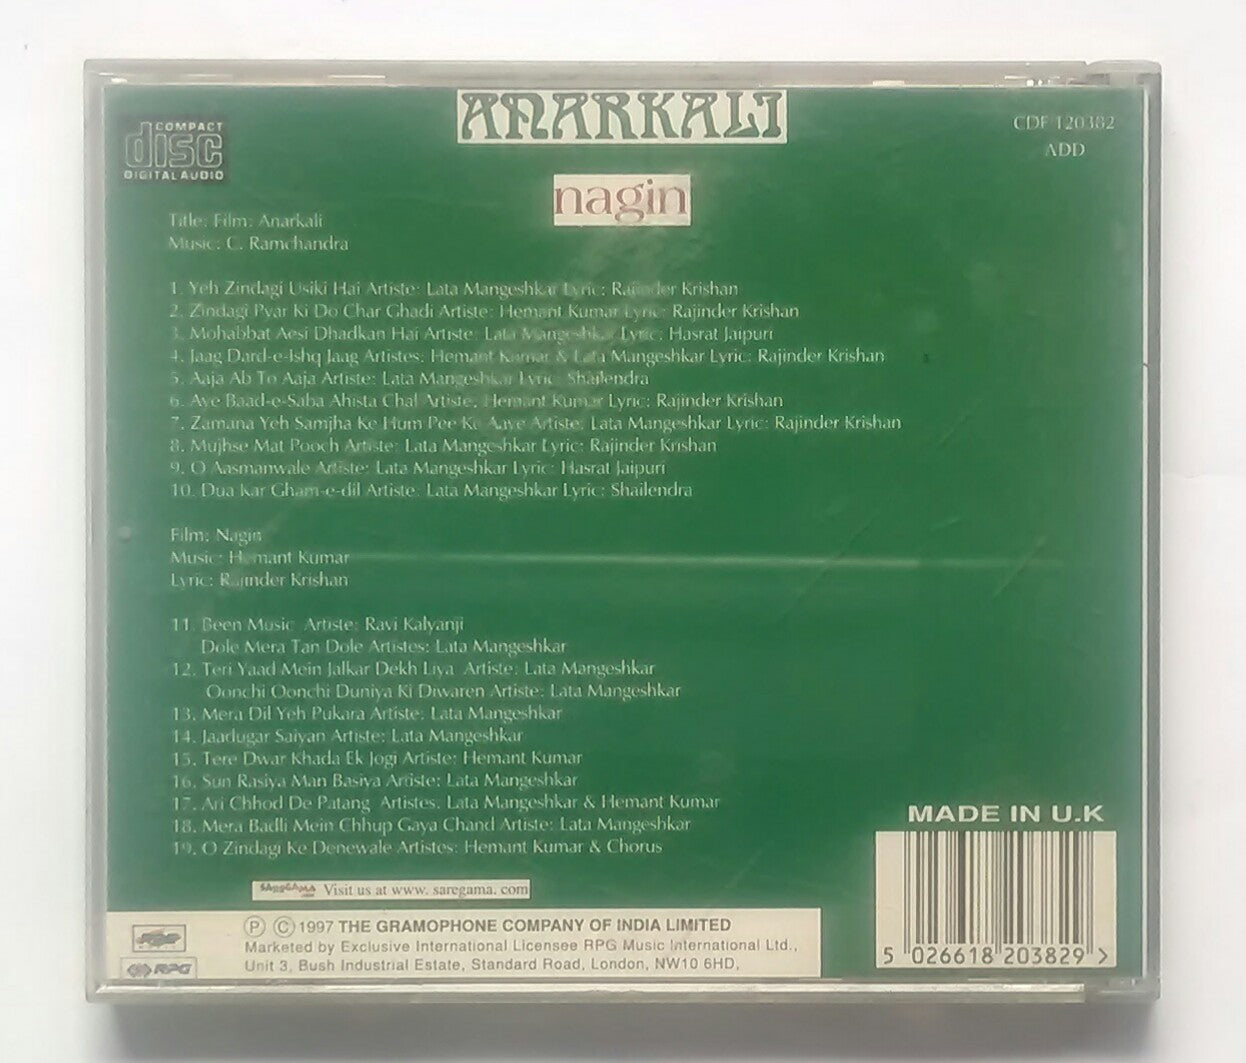 ANARKALI
COMPACT
disc
DIGITAL AUDIO
CDF 120382
ADD
nagin
Title: Film: Anarkali
Music: C. Ramchandra
1. Yeh Zindagi Usiki Hai Artiste: Lata Mangeshkar Lyric: Rajinder Krishan
2. Zindagi Pyar Ki Do Char Ghadi Artiste: Hemant Kumar Lyric: Rajinder Krishan
3. Mohabbat Aesi Dhadkan Hai Artiste: Lata Mangeshkar Lyric: Hasrat Jaipuri
4. Jaag Dard-e-Ishq Jaag Artistes: Hemant Kumar & Lata Mangeshkar Lyric: Rajinder Krishan
5. Aaja Ab To Aaja Artiste: Lata Mangeshkar Lyric: Shailendra
6. Aye Baad-e-Saba Ahista Chal Artiste: Hemant Kumar Lyric: Rajinder Krishan
7. Zamana Yeh Samjha Ke Hum Pee Ke Aaye Artiste: Lata Mangeshkar Lyric: Rajinder Krishan
8. Mujhse Mat Pooch Artiste: Lata Mangeshkar Lyric: Rajinder Krishan
9. O Aasmanwale Artiste: Lata Mangeshkar Lyric: Hasrat Jaipuri
10. Dua Kar Gham-e-dil Artiste: Lata Mangeshkar Lyric: Shailendra
Film: Nagin
Music: Hemant Kumar
Lyric: Rajinder Krishan
11. Been Music Artiste: Ravi Kalyanji
Dole Mera Tan Dole Artistes: Lata Mangeshkar
12. Teri Yaad Mein Jalkar Dekh Liya Artiste: Lata Mangeshkar
Oonchi Oonchi Duniya Ki Diwaren Artiste: Lata Mangeshkar
13. Mera Dil Yeh Pukara Artiste: Lata Mangeshkar
14. Jaadugar Saiyan Artiste: Lata Mangeshkar
15. Tere Dwar Khada Ek Jogi Artiste: Hemant Kumar
16. Sun Rasiya Man Basiya Artiste: Lata Mangeshkar
17. Ari Chhod De Patang Artistes: Lata Mangeshkar & Hemant Kumar
18. Mera Badli Mein Chhup Gaya Chand Artiste: Lata Mangeshkar
19. O Zindagi Ke Denewale Artistes: Hemant Kumar & Chorus
MADE IN U.K
5 026618 203829 >
saregama Visit us at www. saregama. com
Ⓟ Ⓒ 1997 THE GRAMOPHONE COMPANY OF INDIA LIMITED
Marketed by Exclusive International Licensee RPG Music International Ltd.,
Unit 3, Bush Industrial Estate, Standard Road, London, NW10 6HD,
RPG